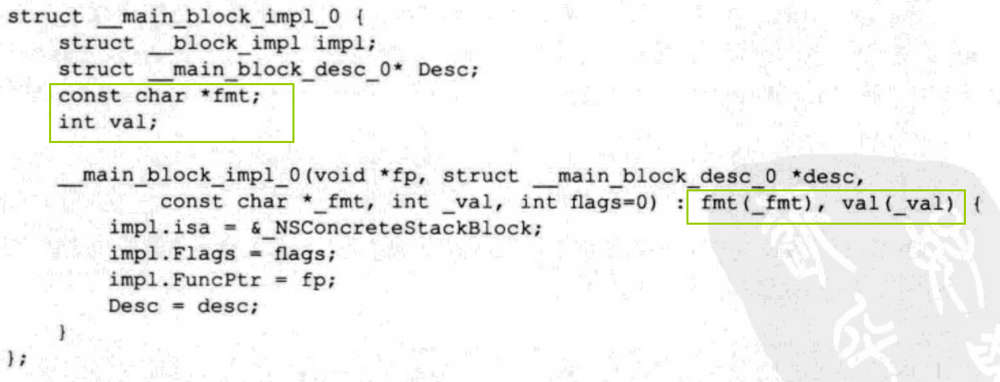 struct __main_block_impl_0 {
struct __block_impl impl;
struct __main_block_desc_0* Desc;
const char *fmt;
int val;
__main_block_impl_0(void *fp, struct __main_block_desc_0 *desc,
const char *_fmt, int _val, int flags=0) : fmt(_fmt), val(_val) {
impl.isa = &_NSConcreteStackBlock;
impl.Flags = flags;
impl.FuncPtr = fp;
Desc = desc;
}
};